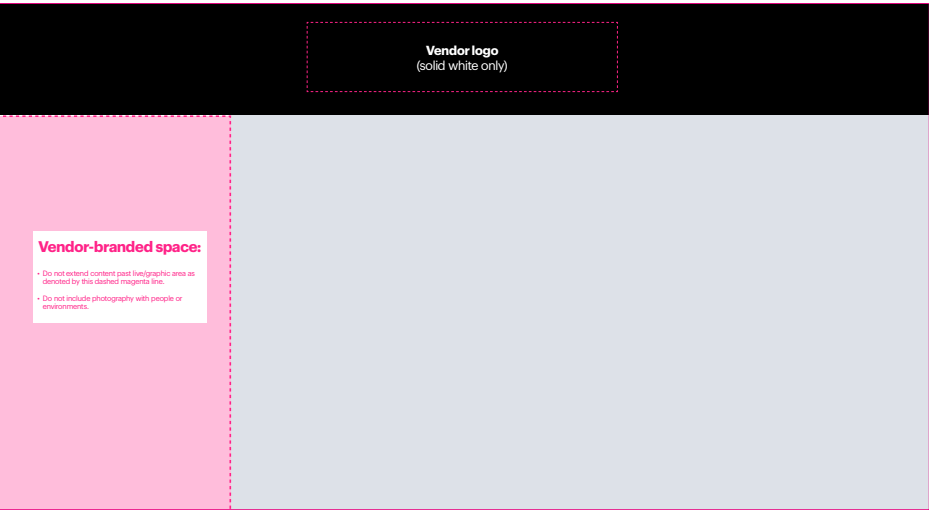 Vendor logo
(solid white only)
Vendor-branded space:
• Do not extend content past live/graphic area as
denoted by this dashed magenta line.
• Do not include photography with people or
environments.